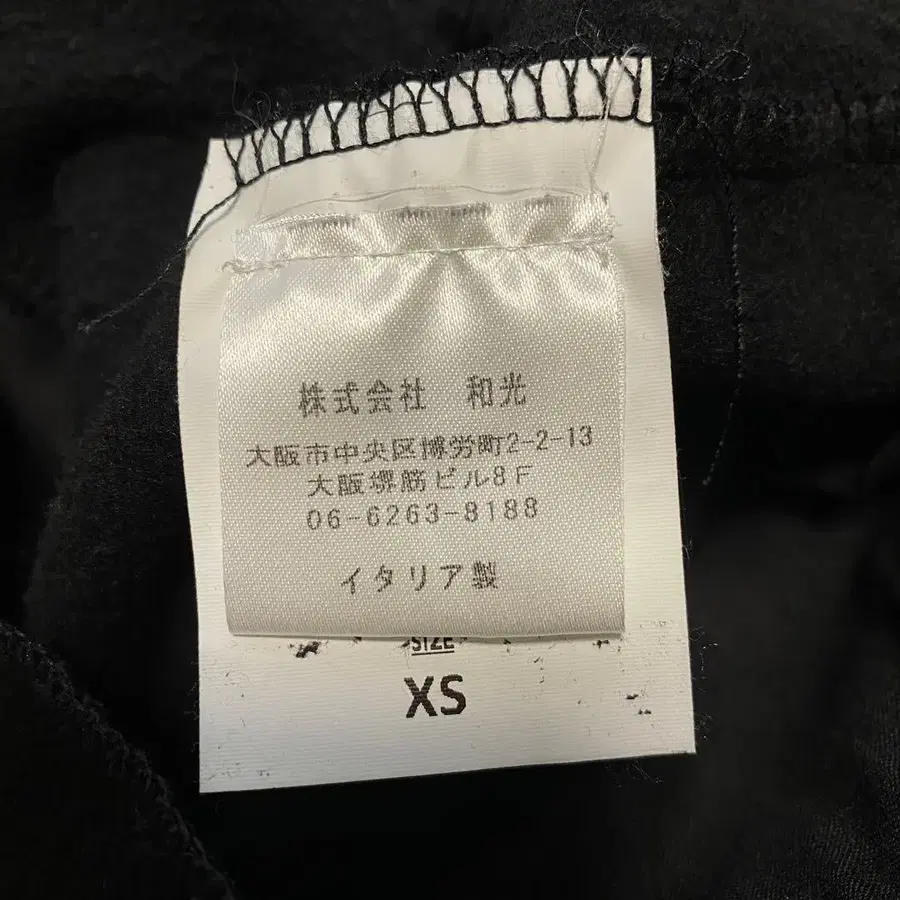 株式会社 和光
大阪市中央区博労町2-2-13
大阪堺筋ビル8F
06-6263-8188
イタリア製
SIZE
XS